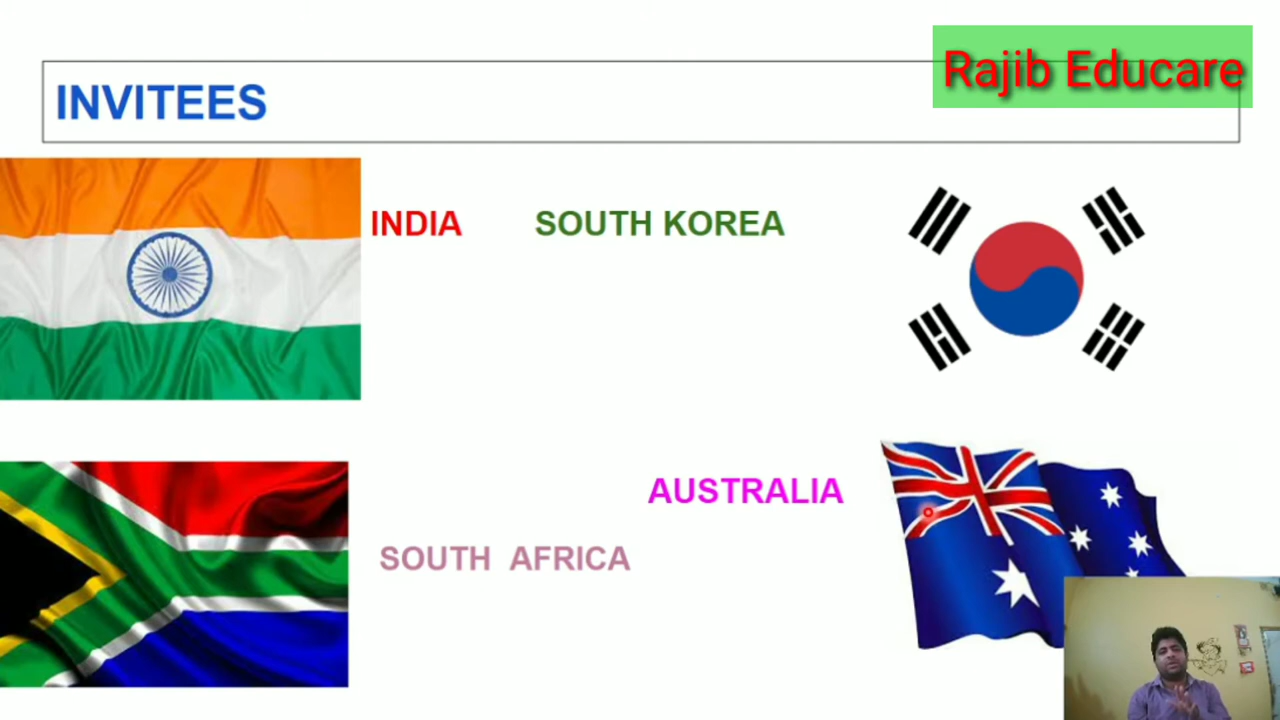 Rajib Educare
INVITEES
INDIA
SOUTH KOREA
AUSTRALIA
SOUTH AFRICA